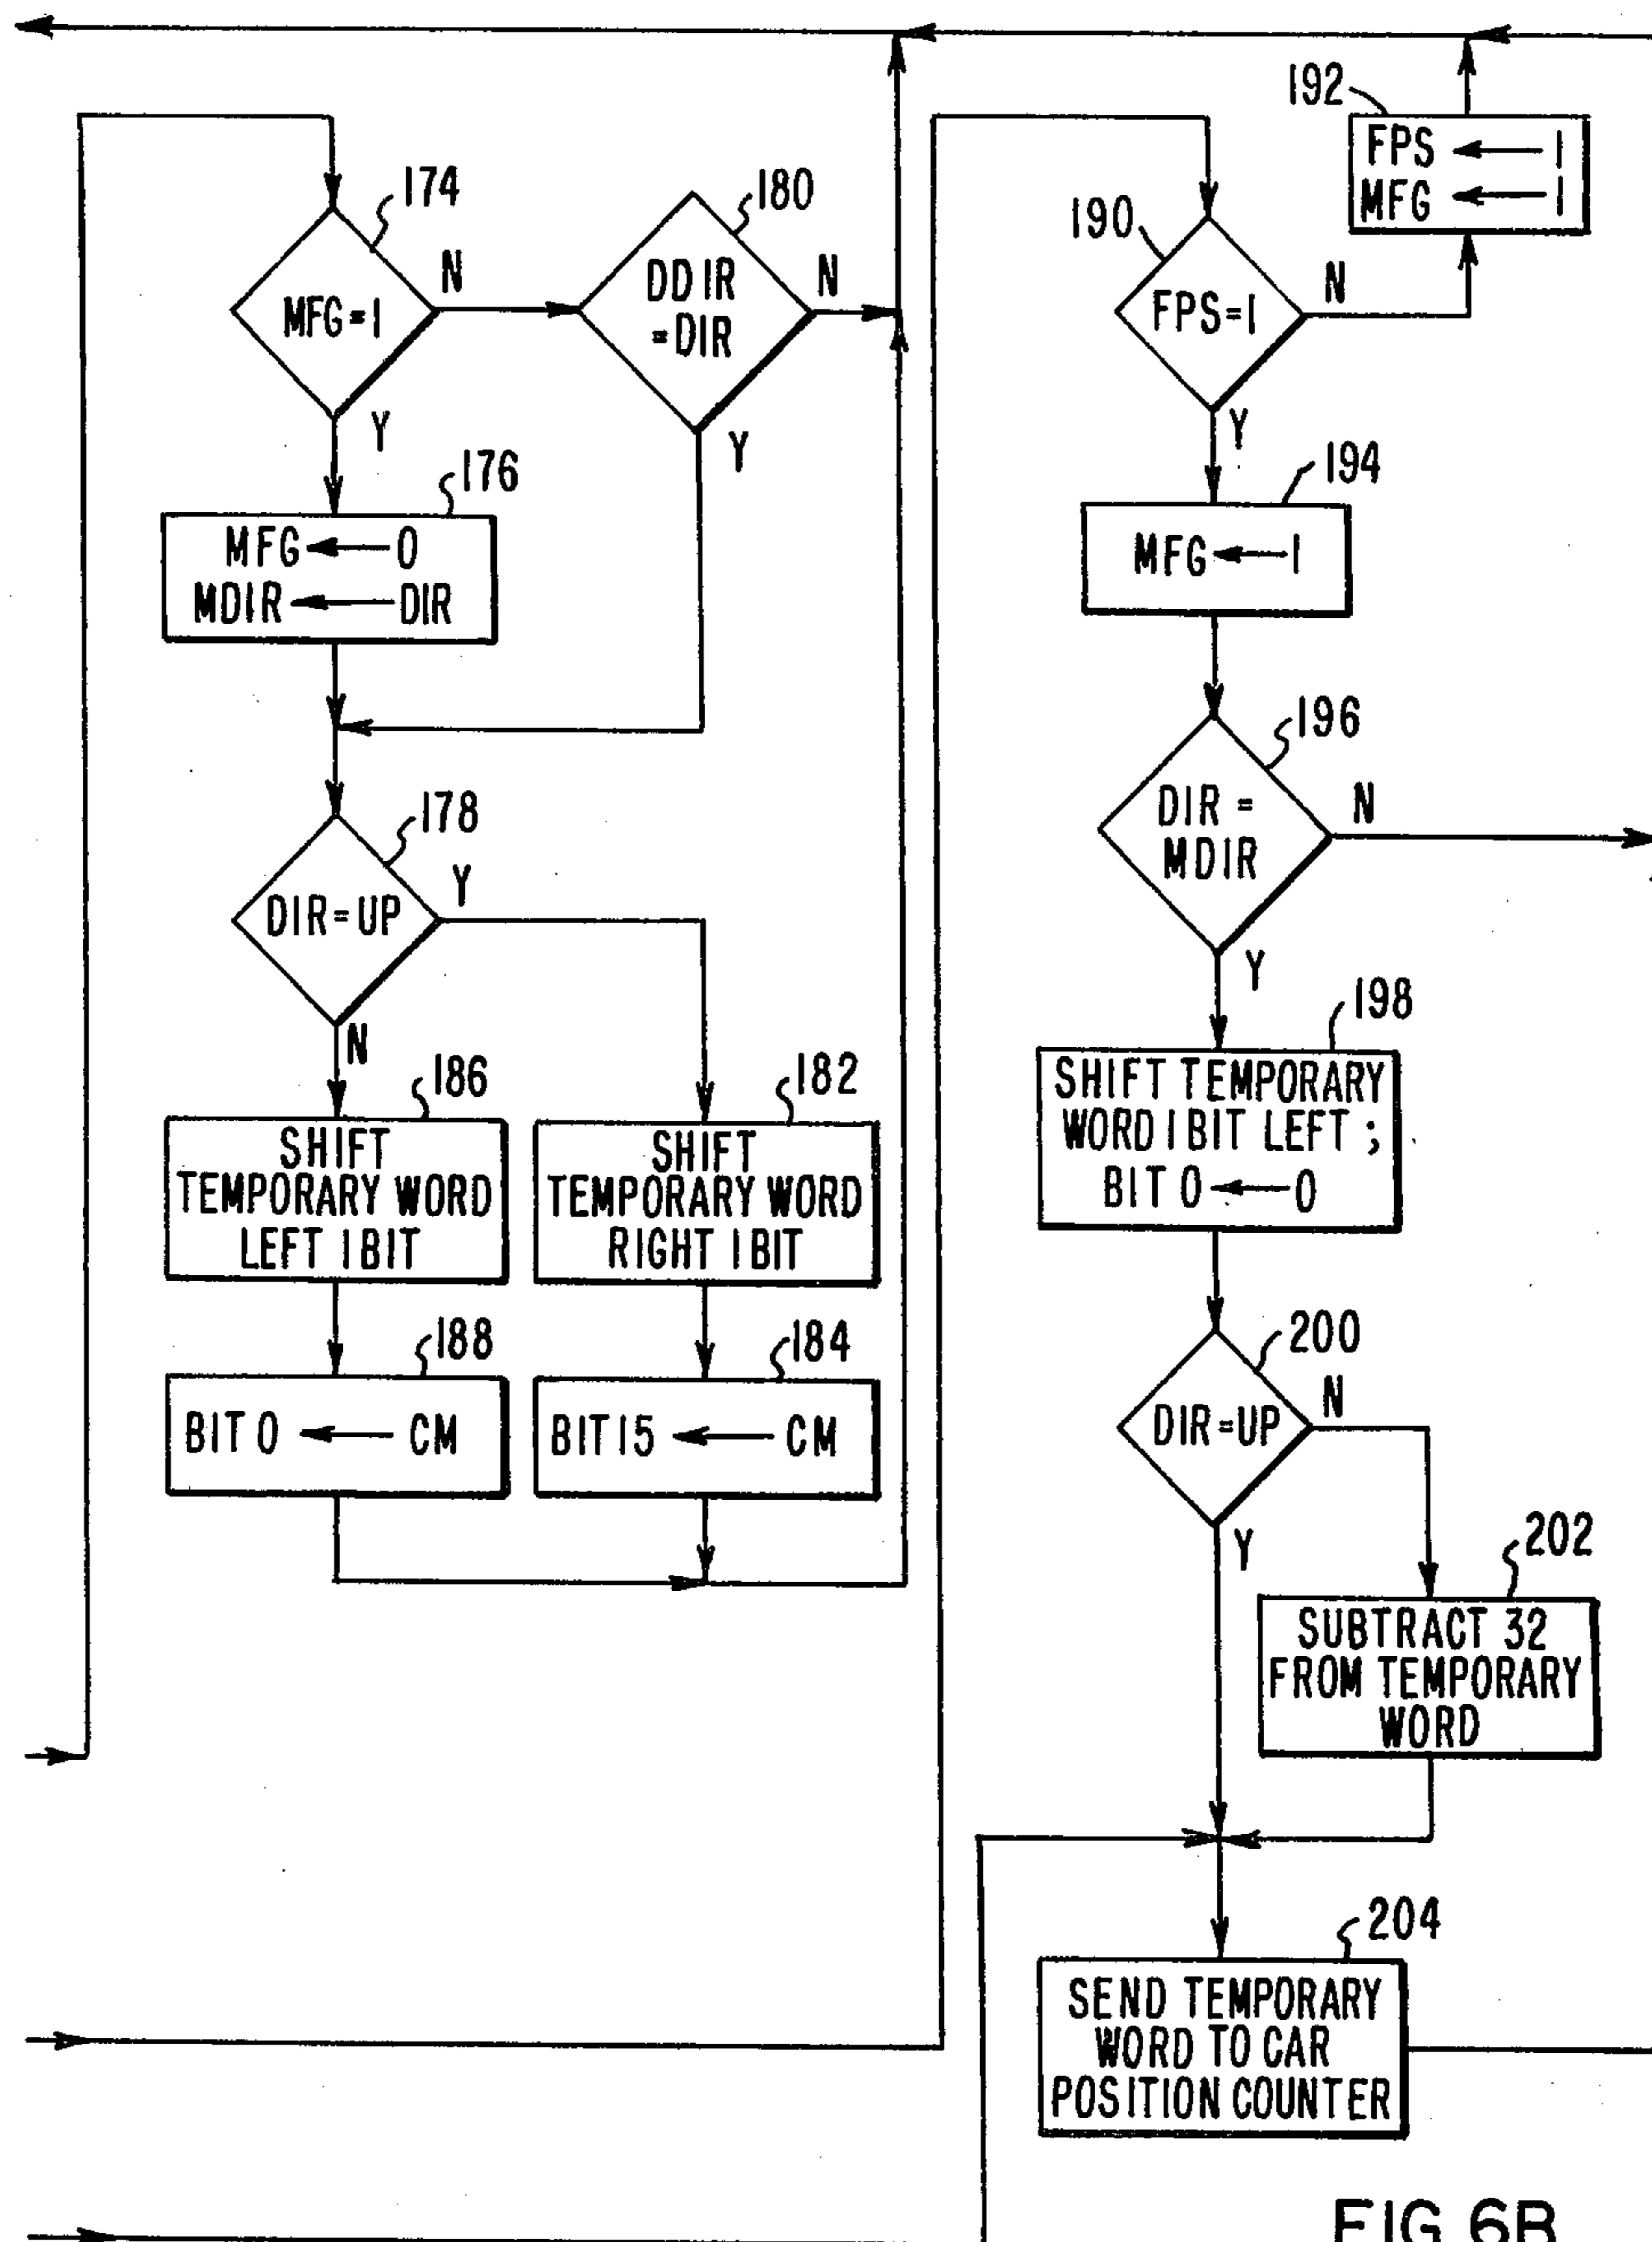 174
MFG=1
N
Y
180
DDIR
=DIR
N
Y
176
MFG ← 0
MDIR ← DIR
178
DIR=UP
Y
N
186
SHIFT
TEMPORARY WORD
LEFT 1 BIT
182
SHIFT
TEMPORARY WORD
RIGHT 1 BIT
188
BIT 0 ← CM
184
BIT 15 ← CM
192
FPS ← 1
MFG ← 1
190
FPS=1
N
Y
194
MFG ← 1
196
DIR =
MDIR
N
Y
198
SHIFT TEMPORARY
WORD 1 BIT LEFT ;
BIT 0 ← 0
200
DIR=UP
N
Y
202
SUBTRACT 32
FROM TEMPORARY
WORD
204
SEND TEMPORARY
WORD TO CAR
POSITION COUNTER
FIG. 6B